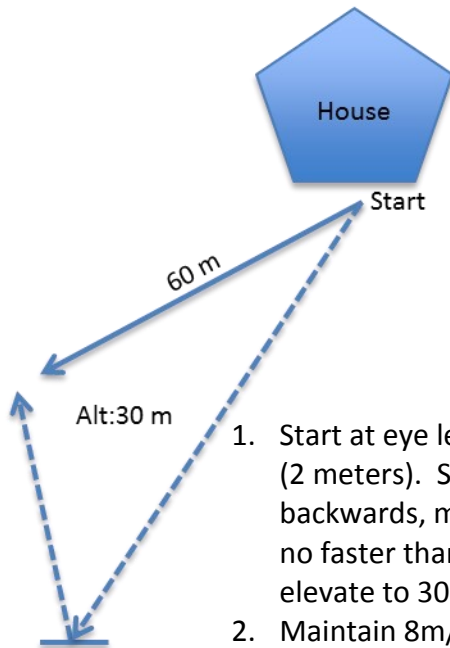 House
Start
60 m
Alt:30 m
1. Start at eye le
(2 meters). S
backwards, m
no faster than
elevate to 30
2. Maintain 8m/